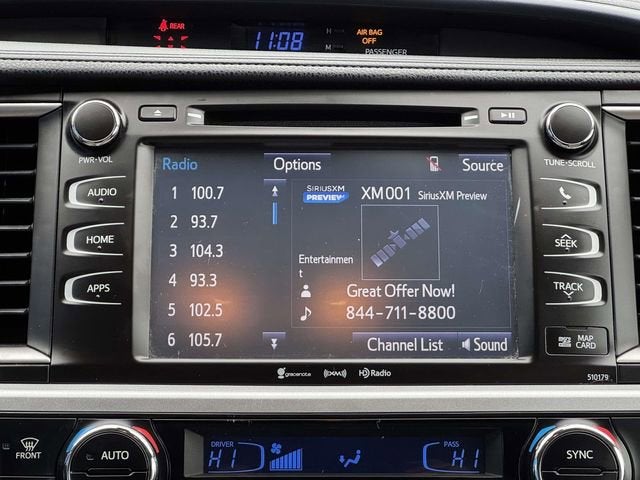 REAR
11:08
H
M
AIR BAG
OFF
PASSENGER
PWR•VOL
TUNE•SCROLL
Radio
Options
Source
1 100.7
2 93.7
3 104.3
4 93.3
5 102.5
6 105.7
SIRIUSXM
PREVIEW
XM001 SiriusXM Preview
Entertainmen
t
Great Offer Now!
844-711-8800
Channel List
Sound
AUDIO
HOME
APPS
SEEK
TRACK
MAP
CARD
gracenote
((XM))
HD Radio
510179
FRONT
AUTO
DRIVER
HI
PASS
HI
SYNC